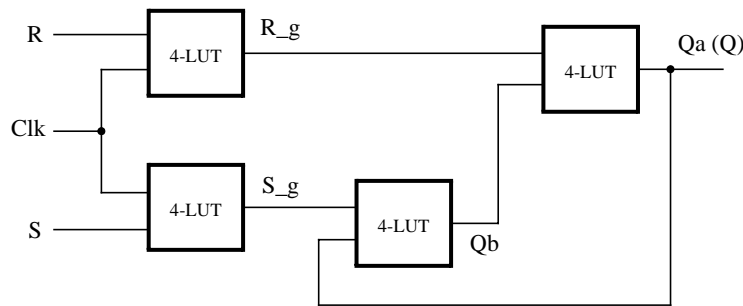 R
R_g
Qa (Q)
4-LUT
4-LUT
Clk
S_g
4-LUT
4-LUT
S
Qb